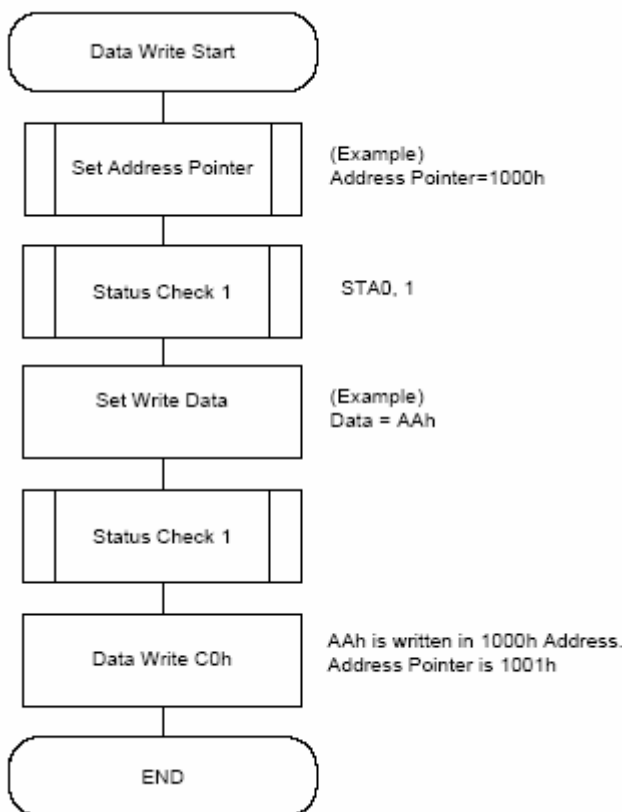 Data Write Start
Set Address Pointer
(Example)
Address Pointer=1000h
Status Check 1
STA0, 1
Set Write Data
(Example)
Data = AAh
Status Check 1
Data Write C0h
AAh is written in 1000h Address.
Address Pointer is 1001h
END